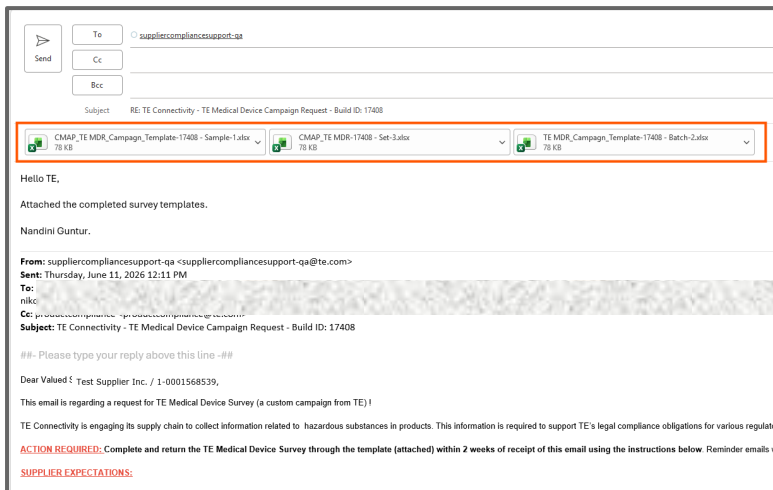 To
suppliercompliancesupport-qa
Send
Cc
Bcc
Subject
RE: TE Connectivity - TE Medical Device Campaign Request - Build ID: 17408
CMAP_TE MDR_Campagn_Template-17408 - Sample-1.xlsx
78 KB
CMAP_TE MDR-17408 - Set-3.xlsx
78 KB
TE MDR_Campagn_Template-17408 - Batch-2.xlsx
78 KB
Hello TE,
Attached the completed survey templates.
Nandini Guntur.
From: suppliercompliancesupport-qa <suppliercompliancesupport-qa@te.com>
Sent: Thursday, June 11, 2026 12:11 PM
To:
Cc: productcompliance <productcompliance@te.com>
Subject: TE Connectivity - TE Medical Device Campaign Request - Build ID: 17408
##- Please type your reply above this line -##
Dear Valued S Test Supplier Inc. / 1-0001568539,
This email is regarding a request for TE Medical Device Survey (a custom campaign from TE) !
TE Connectivity is engaging its supply chain to collect information related to hazardous substances in products. This information is required to support TE's legal compliance obligations for various
ACTION REQUIRED: Complete and return the TE Medical Device Survey through the template (attached) within 2 weeks of receipt of this email using the instructions below. Reminder emails
SUPPLIER EXPECTATIONS: